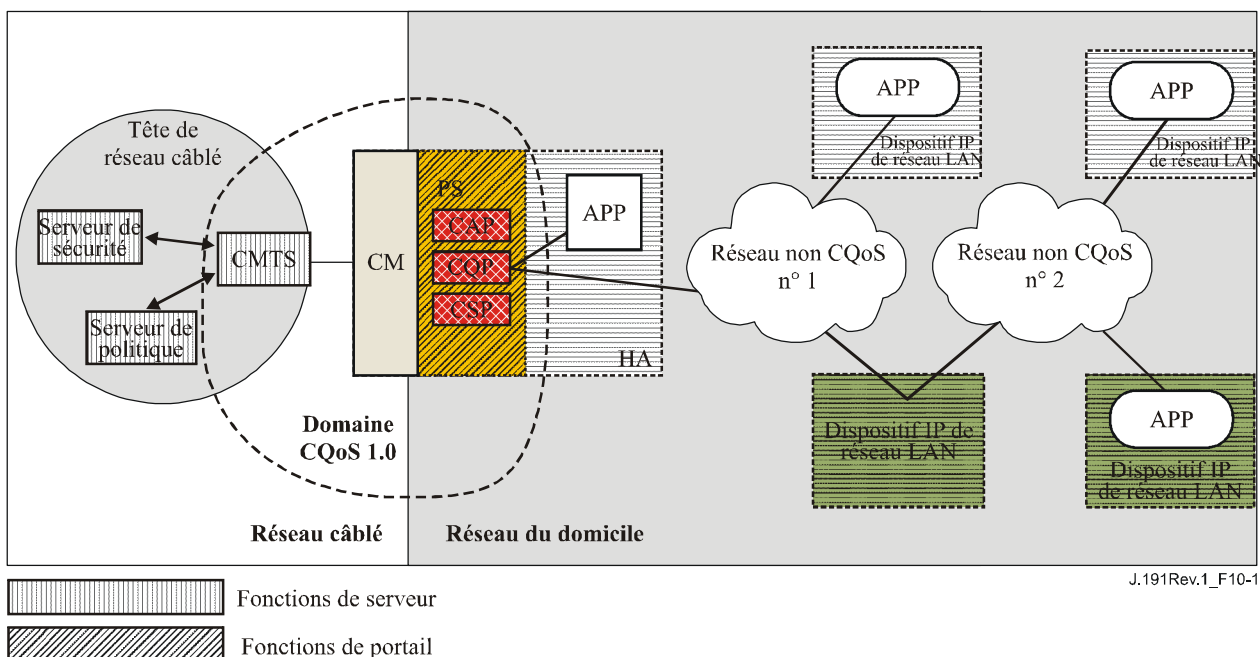 Tête de
réseau câblé
Serveur de
sécurité
Serveur de
politique
CMTS
CM
PS
CAP
CQP
CSP
APP
HA
Domaine
CQoS 1.0
Réseau câblé
Réseau du domicile
Réseau non CQoS
n° 1
Réseau non CQoS
n° 2
APP
Dispositif IP
de réseau LAN
APP
Dispositif IP
de réseau LAN
Dispositif IP de
réseau LAN
APP
Dispositif IP
de réseau LAN
J.191Rev.1_F10-1
Fonctions de serveur
Fonctions de portail